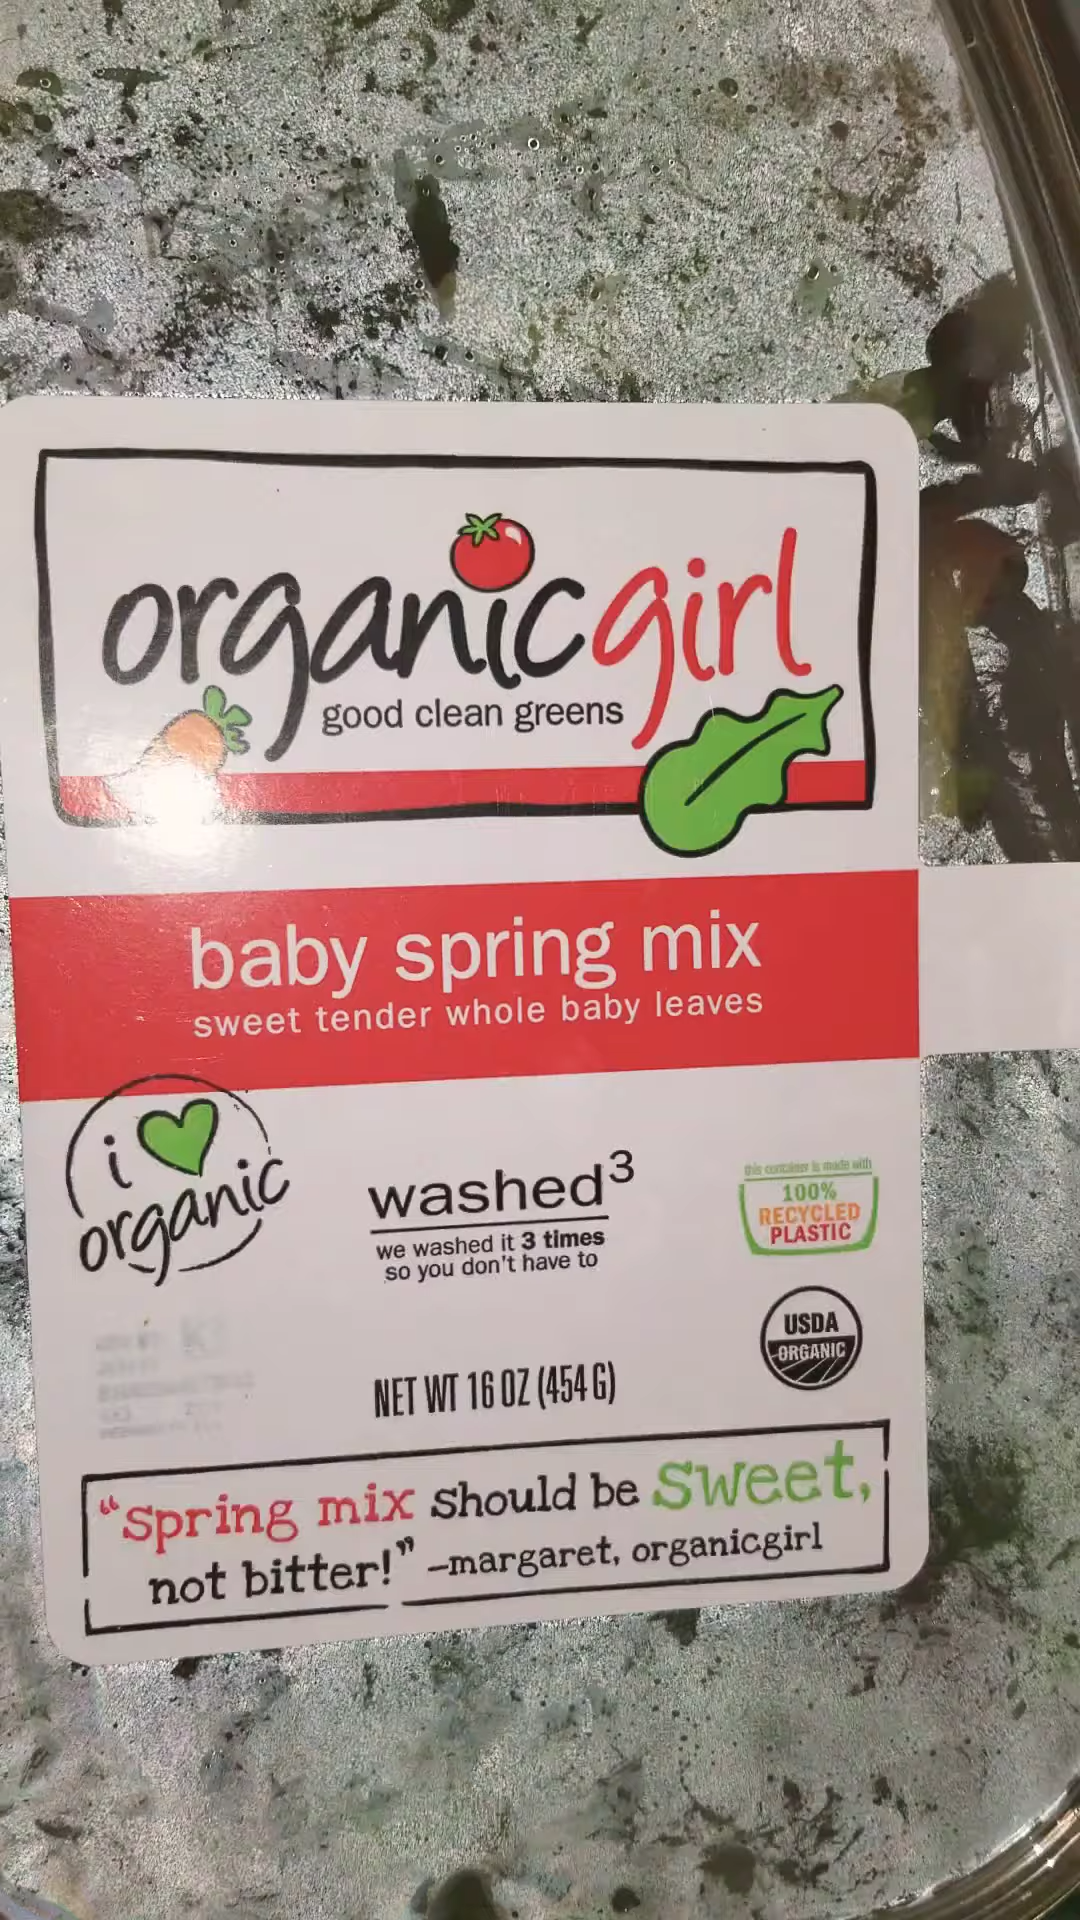 organicgirl
good clean greens
baby spring mix
sweet tender whole baby leaves
i
organic
washed³
we washed it 3 times
so you don't have to
this container is made with
100%
RECYCLED
PLASTIC
USDA
ORGANIC
NET WT 16 OZ (454 G)
“spring mix should be sweet,
not bitter!” –margaret, organicgirl